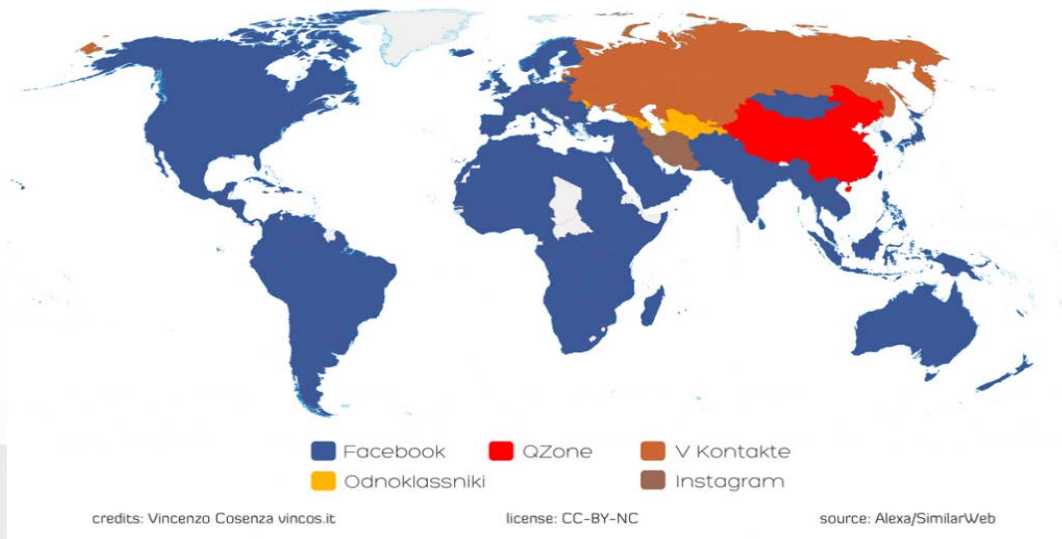 Facebook QZone V Kontakte
Odnoklassniki Instagram
credits: Vincenzo Cosenza vincos.it license: CC-BY-NC source: Alexa/SimilarWeb